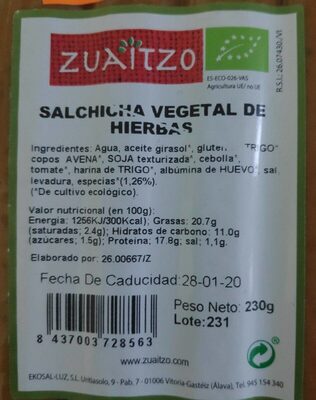 ZUAITZO
ES-ECO-026-VAS
Agricultura UE/ no UE
R.S.I.: 26.07430./VI
SALCHICHA VEGETAL DE
HIERBAS
Ingredientes: Agua, aceite girasol*, gluten TRIGO*
copos AVENA*, SOJA texturizada*, cebolla*,
tomate*, harina de TRIGO*, albúmina de HUEVO*, sal
levadura, especias*(1,26%).
(*De cultivo ecológico).
Valor nutricional (en 100g):
Energía: 1256KJ/300Kcal); Grasas: 20.7g
(saturadas; 2.4g); Hidratos de carbono: 11.0g
(azúcares; 1.5g); Proteína: 17.8g; sal; 1,1g.
Elaborado por: 26.00667/Z
Fecha De Caducidad:28-01-20
Peso Neto: 230g
Lote:231
8 437003 728563
www.zuaitzo.com
EKOSAL-LUZ, S.L. Uritiasolo, 9 - Pab. 7 - 01006 Vitoria-Gasteiz (Álava). Tel. 945 154 340